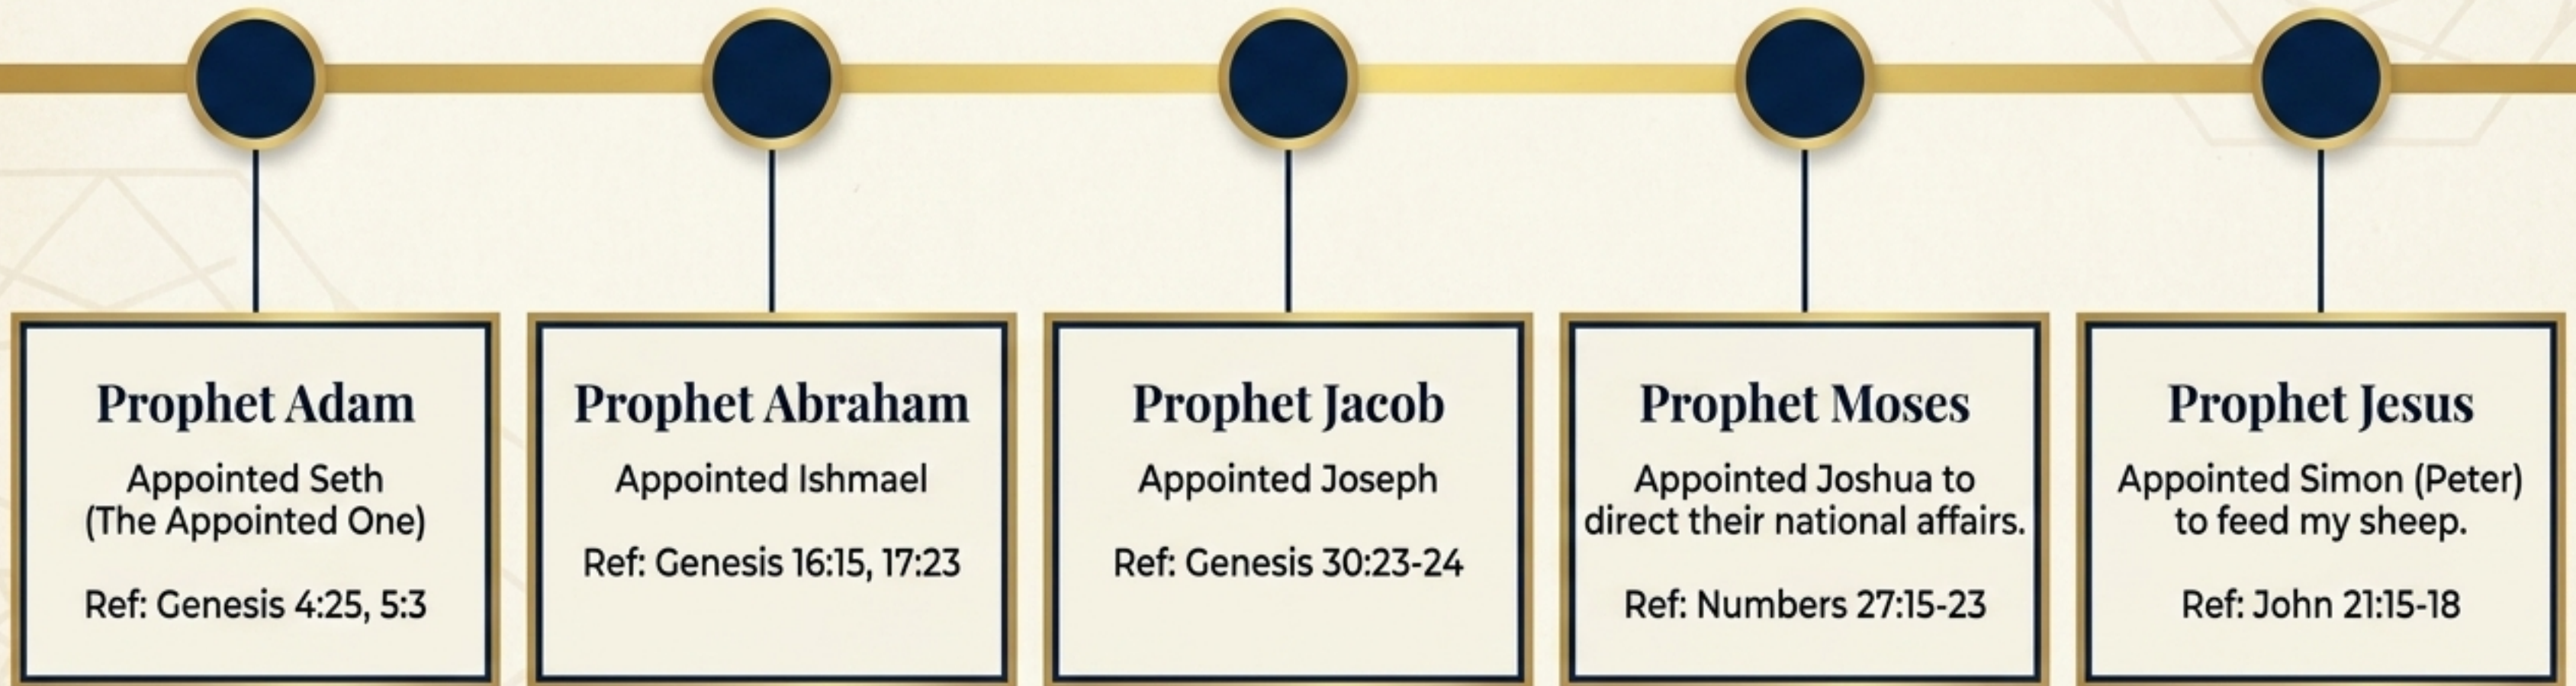 Prophet Adam
Appointed Seth
(The Appointed One)
Ref: Genesis 4:25, 5:3
Prophet Abraham
Appointed Ishmael
Ref: Genesis 16:15, 17:23
Prophet Jacob
Appointed Joseph
Ref: Genesis 30:23-24
Prophet Moses
Appointed Joshua to
direct their national affairs.
Ref: Numbers 27:15-23
Prophet Jesus
Appointed Simon (Peter)
to feed my sheep.
Ref: John 21:15-18